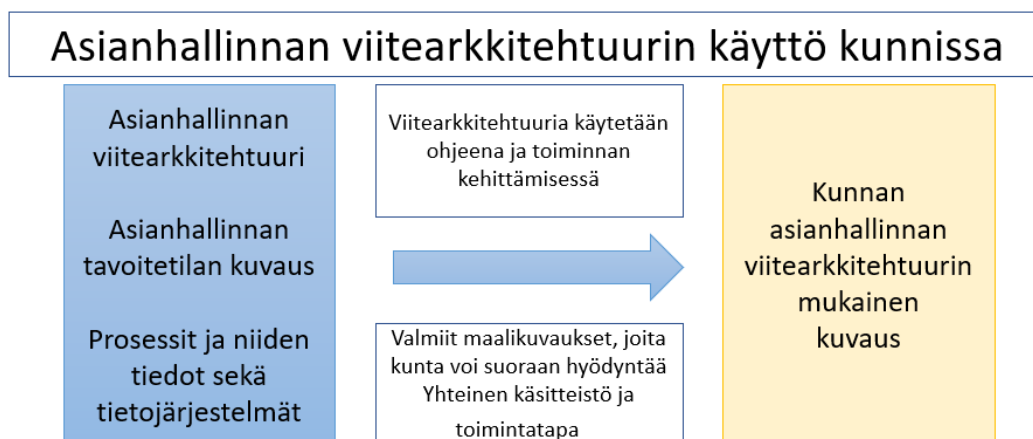 Asianhallinnan viitearkkitehtuurin käyttö kunnissa
Asianhallinnan
viitearkkitehtuuri
Asianhallinnan
tavoitetilan kuvaus
Prosessit ja niiden
tiedot sekä
tietojärjestelmät
Viitearkkitehtuuria käytetään
ohjeena ja toiminnan
kehittämisessä
Valmiit maalikuvaukset, joita
kunta voi suoraan hyödyntää
Yhteinen käsitteistö ja
toimintatapa
Kunnan
asianhallinnan
viitearkkitehtuurin
mukainen
kuvaus